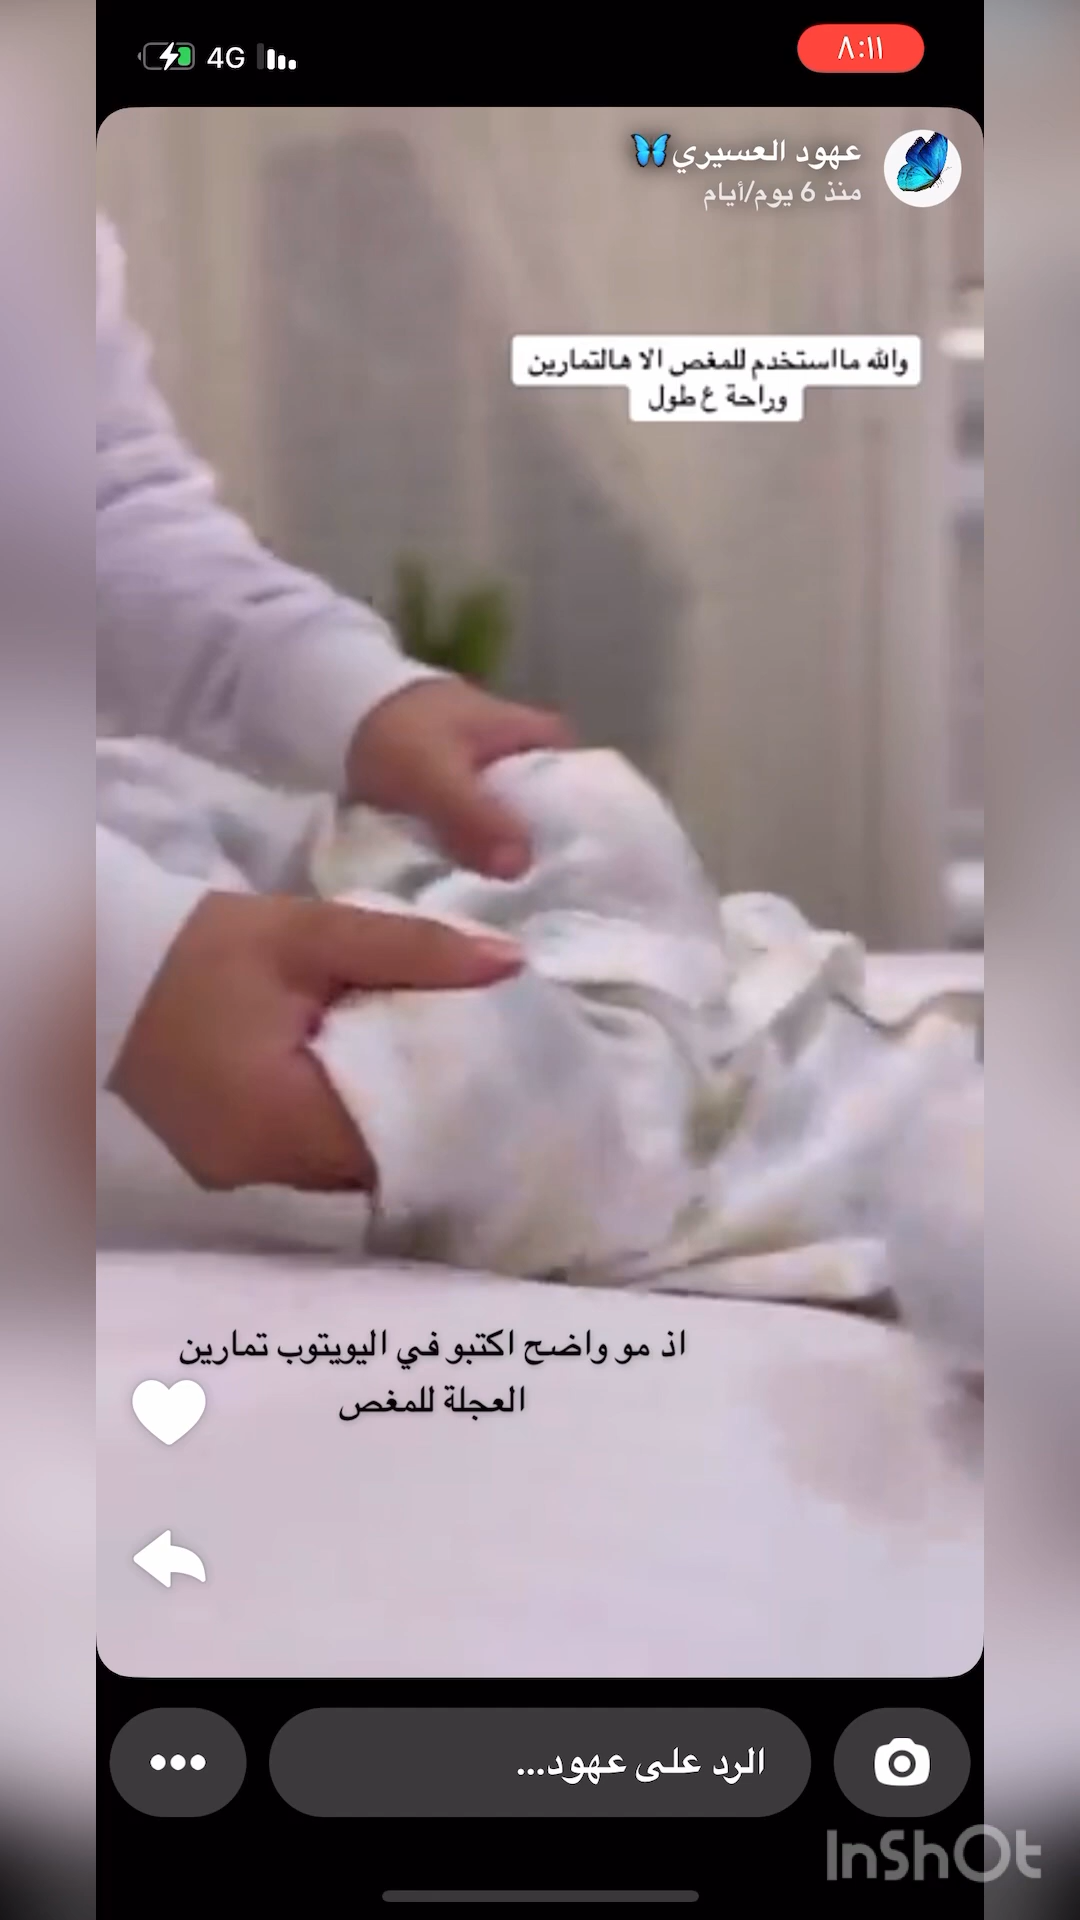 ٨:١١
4G
عهود العسيري
منذ 6 يوم/أيام
والله مااستخدم للمغص الا هالتمارين
وراحة ع طول
اذ مو واضح اكتبو في اليويتوب تمارين
العجلة للمغص
الرد على عهود...
InShOt